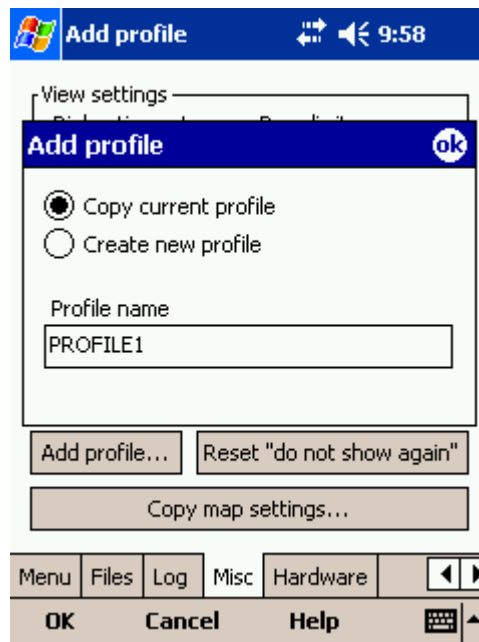 Add profile 9:58
View settings
Add profile ok
Copy current profile
Create new profile
Profile name
PROFILE1
Add profile... Reset "do not show again"
Copy map settings...
Menu Files Log Misc Hardware
OK Cancel Help